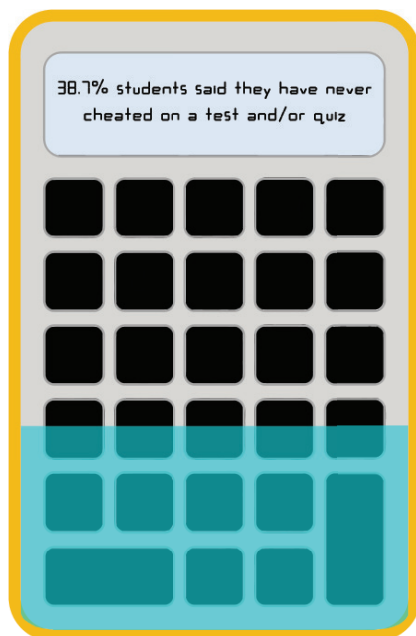 38.7% students said they have never
cheated on a test and/or quiz